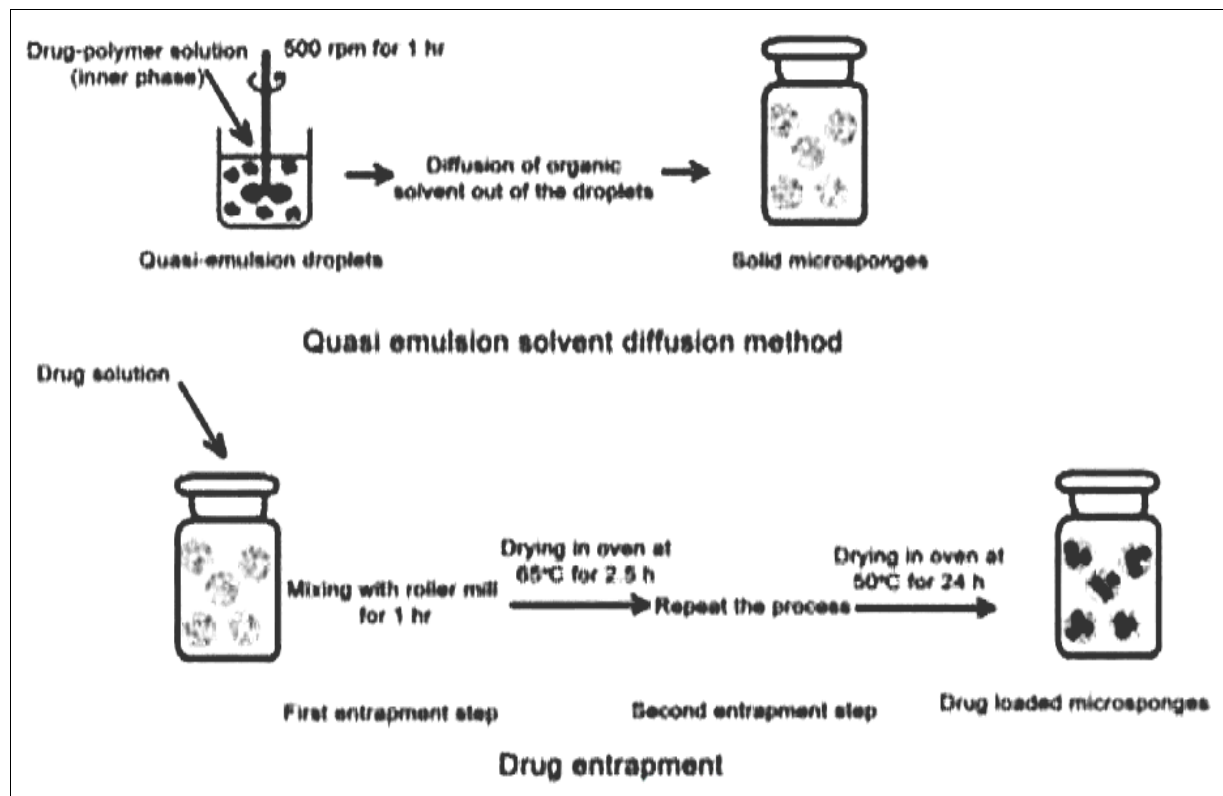 Drug-polymer solution
(inner phase)
500 rpm for 1 hr
Diffusion of organic
solvent out of the droplets
Quasi-emulsion droplets
Solid microsponges
Quasi emulsion solvent diffusion method
Drug solution
Mixing with roller mill
for 1 hr
Drying in oven at
65°C for 2.5 h
Repeat the process
Drying in oven at
50°C for 24 h
First entrapment step
Second entrapment step
Drug loaded microsponges
Drug entrapment